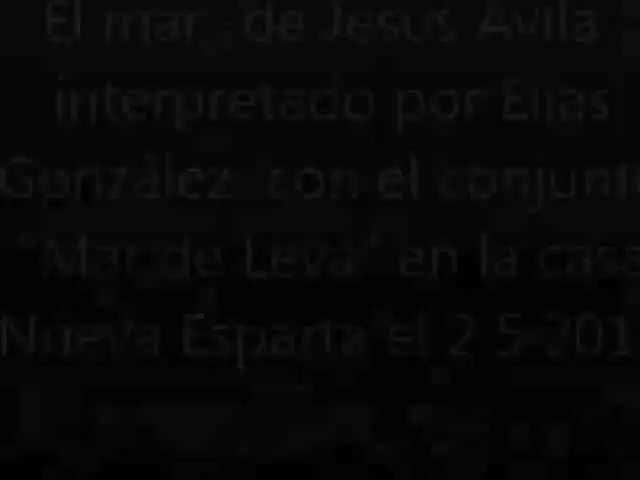 El mar, de Jesus Avila
interpretado por Elias
González con el conjunt
"Mar de Leva" en la casa
Nueva Esparta el 2 5 201